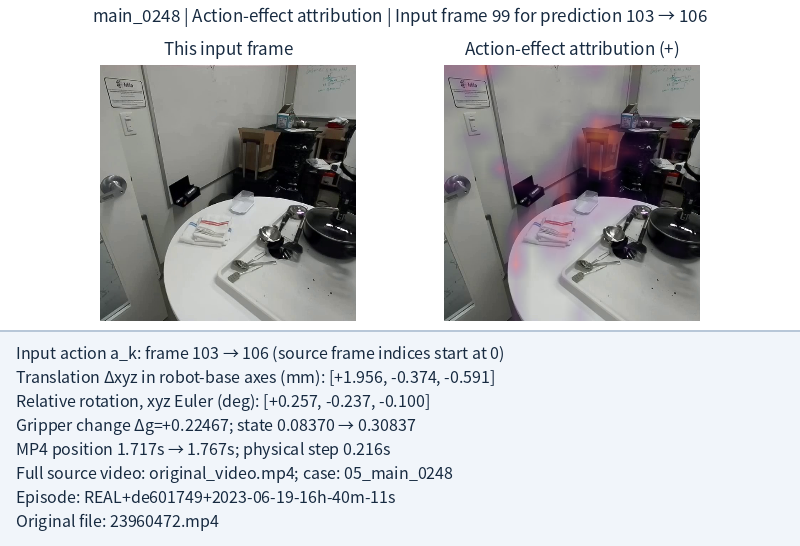 main_0248 | Action-effect attribution | Input frame 99 for prediction 103 → 106
This input frame
Action-effect attribution (+)
Input action a_k: frame 103 → 106 (source frame indices start at 0)
Translation Δxyz in robot-base axes (mm): [+1.956, -0.374, -0.591]
Relative rotation, xyz Euler (deg): [+0.257, -0.237, -0.100]
Gripper change Δg=+0.22467; state 0.08370 → 0.30837
MP4 position 1.717s → 1.767s; physical step 0.216s
Full source video: original_video.mp4; case: 05_main_0248
Episode: REAL+de601749+2023-06-19-16h-40m-11s
Original file: 23960472.mp4